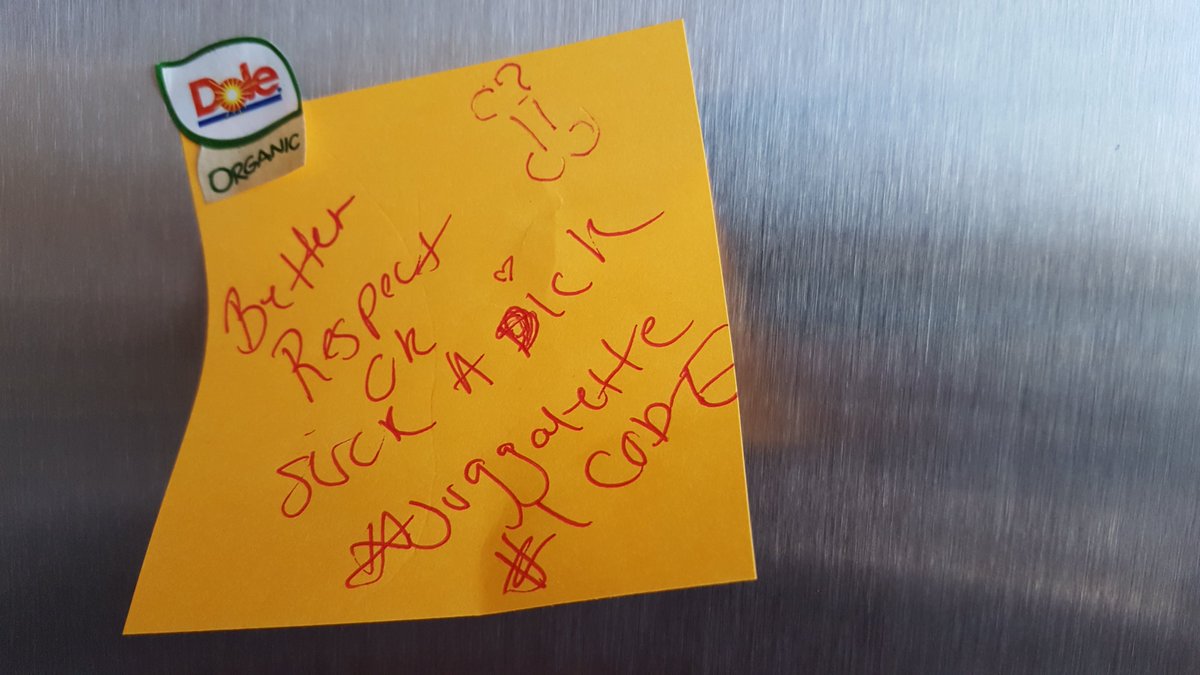 Dole
ORGANIC
Better
Respect
OR
SUCK A DICK
#Juggalette
#CODE